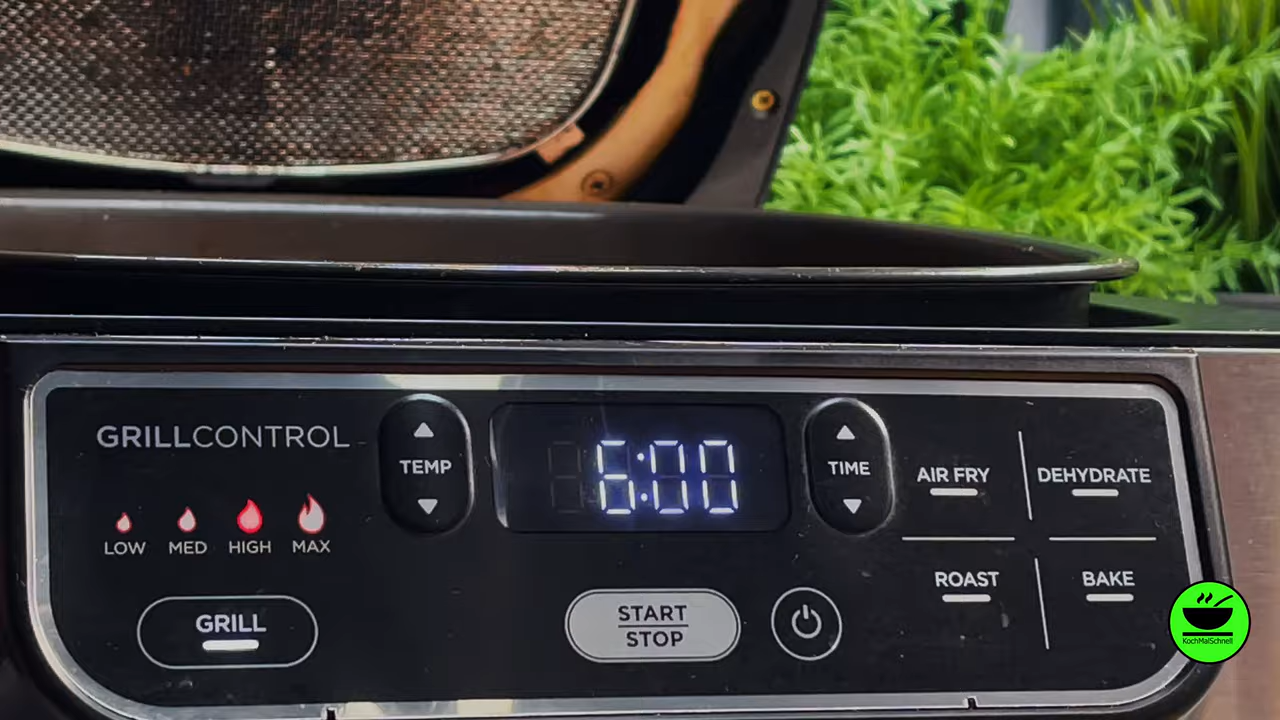 GRILLCONTROL
TEMP
6:00
TIME
AIR FRY
DEHYDRATE
LOW
MED
HIGH
MAX
ROAST
BAKE
GRILL
START
STOP
KochMalSchnell